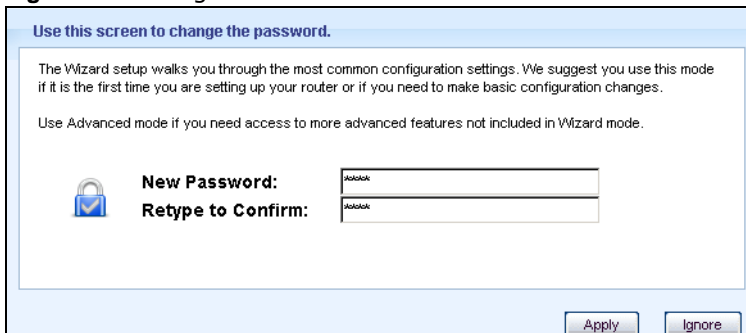 Use this screen to change the password.
The Wizard setup walks you through the most common configuration settings. We suggest you use this mode
if it is the first time you are setting up your router or if you need to make basic configuration changes.
Use Advanced mode if you need access to more advanced features not included in Wizard mode.
New Password: *****
Retype to Confirm: *****
Apply Ignore